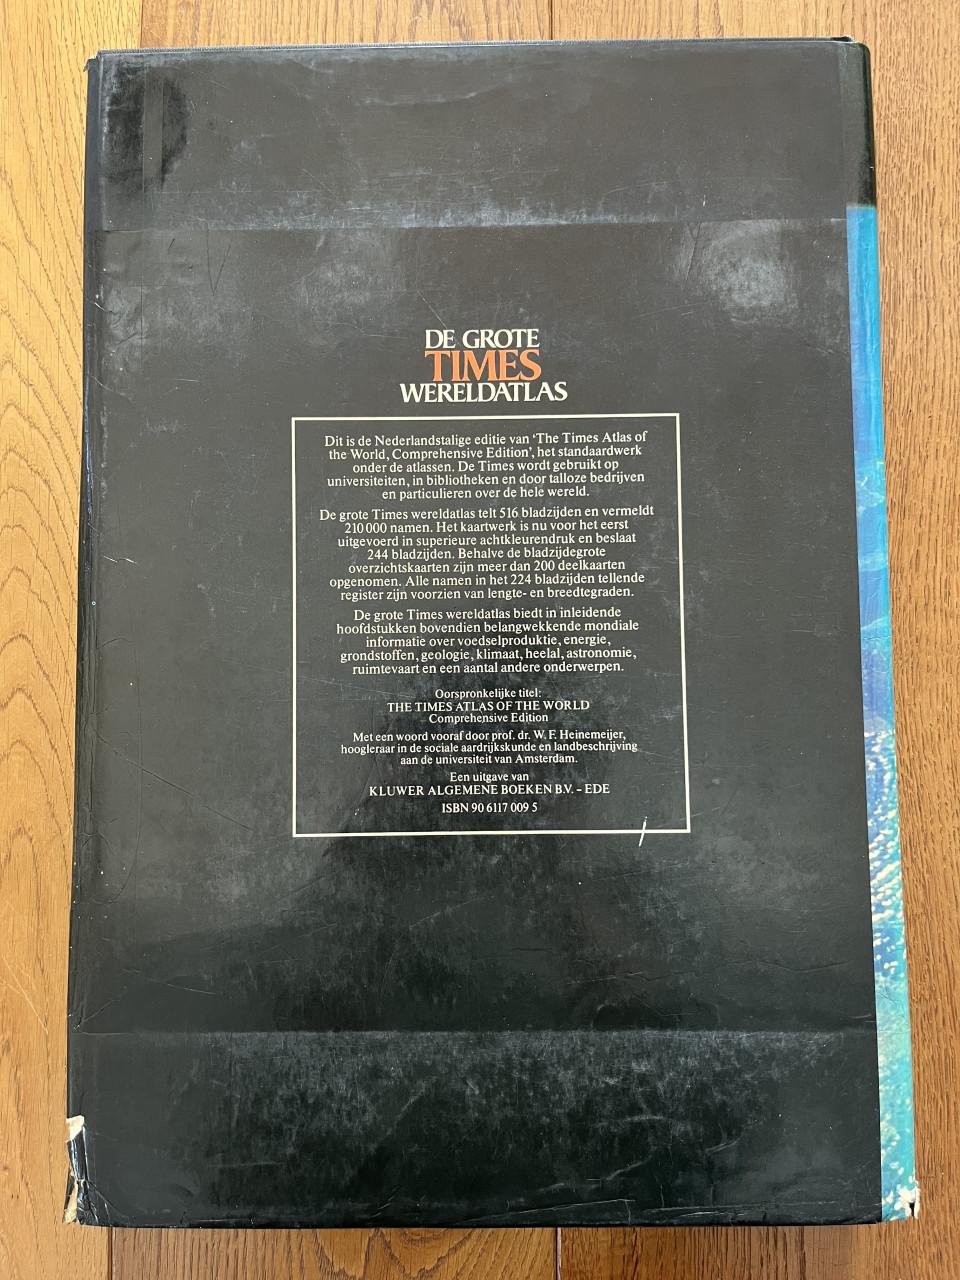 DE GROTE
TIMES
WERELDATLAS
Dit is de Nederlandstalige editie van ‘The Times Atlas of
the World, Comprehensive Edition’, het standaardwerk
onder de atlassen. De Times wordt gebruikt op
universiteiten, in bibliotheken en door talloze bedrijven
en particulieren over de hele wereld.
De grote Times wereldatlas telt 516 bladzijden en vermeldt
210 000 namen. Het kaartwerk is nu voor het eerst
uitgevoerd in superieure achtkleurendruk en beslaat
244 bladzijden. Behalve de bladzijdegrote
overzichtskaarten zijn meer dan 200 deelkaarten
opgenomen. Alle namen in het 224 bladzijden tellende
register zijn voorzien van lengte- en breedtegraden.
De grote Times wereldatlas biedt in inleidende
hoofdstukken bovendien belangwekkende mondiale
informatie over voedselproduktie, energie,
grondstoffen, geologie, klimaat, heelal, astronomie,
ruimtevaart en een aantal andere onderwerpen.
Oorspronkelijke titel:
THE TIMES ATLAS OF THE WORLD
Comprehensive Edition
Met een woord vooraf door prof. dr. W. F. Heinemeijer,
hoogleraar in de sociale aardrijkskunde en landbeschrijving
aan de universiteit van Amsterdam.
Een uitgave van
KLUWER ALGEMENE BOEKEN B.V. – EDE
ISBN 90 6117 009 5